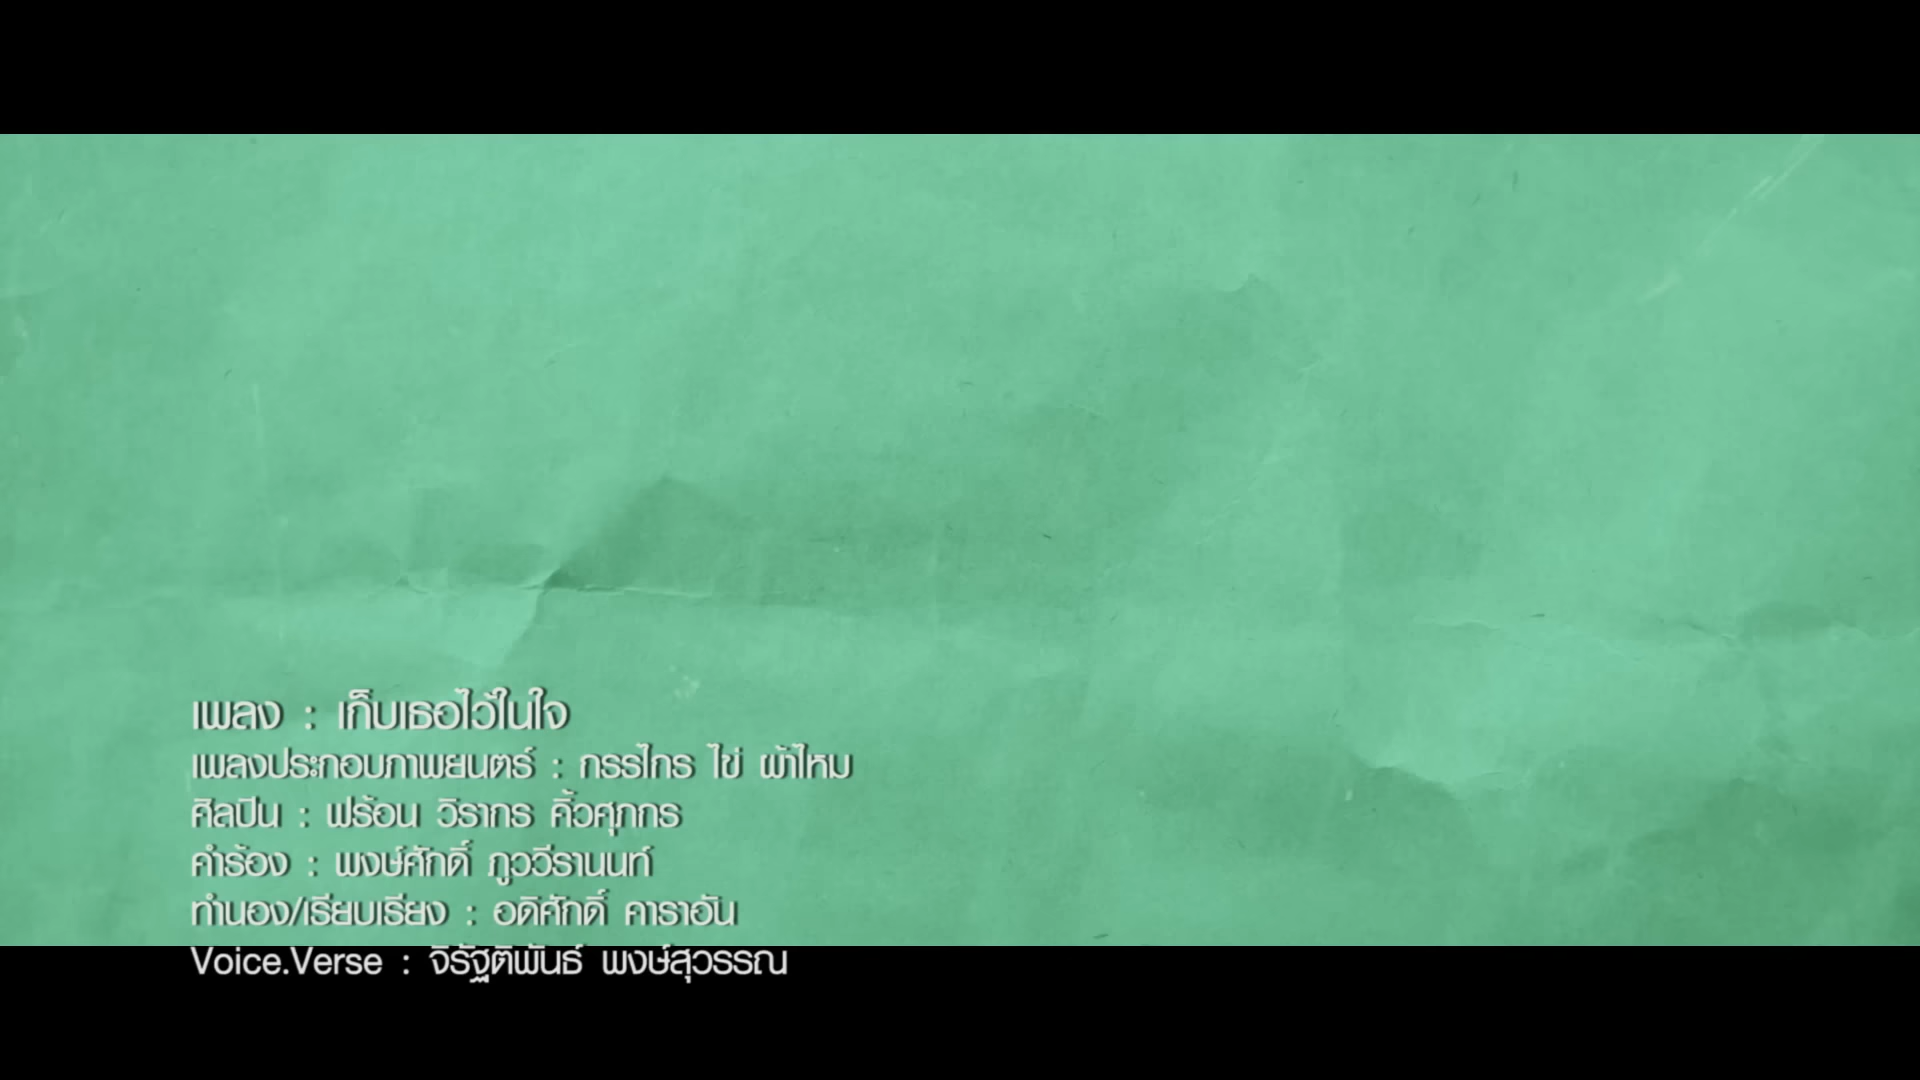 เพลง : เก็บเธอไว้ในใจ
เพลงประกอบภาพยนตร์ : กรรไกร ไข่ ผ้าไหม
ศิลปิน : ฟร้อน วิรากร คิ้วศุภกร
คำร้อง : พงษ์ศักดิ์ ภูววีรานนท์
ทำนอง/เรียบเรียง : อดิศักดิ์ คาราอัน
Voice.Verse : จิรัฐติพันธ์ พงษ์สุวรรณ